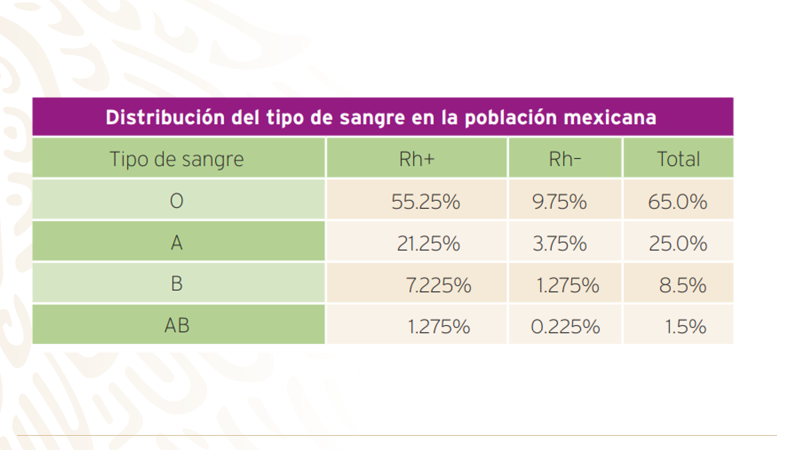 Distribución del tipo de sangre en la población mexicana
Tipo de sangre Rh+ Rh– Total
O 55.25% 9.75% 65.0%
A 21.25% 3.75% 25.0%
B 7.225% 1.275% 8.5%
AB 1.275% 0.225% 1.5%